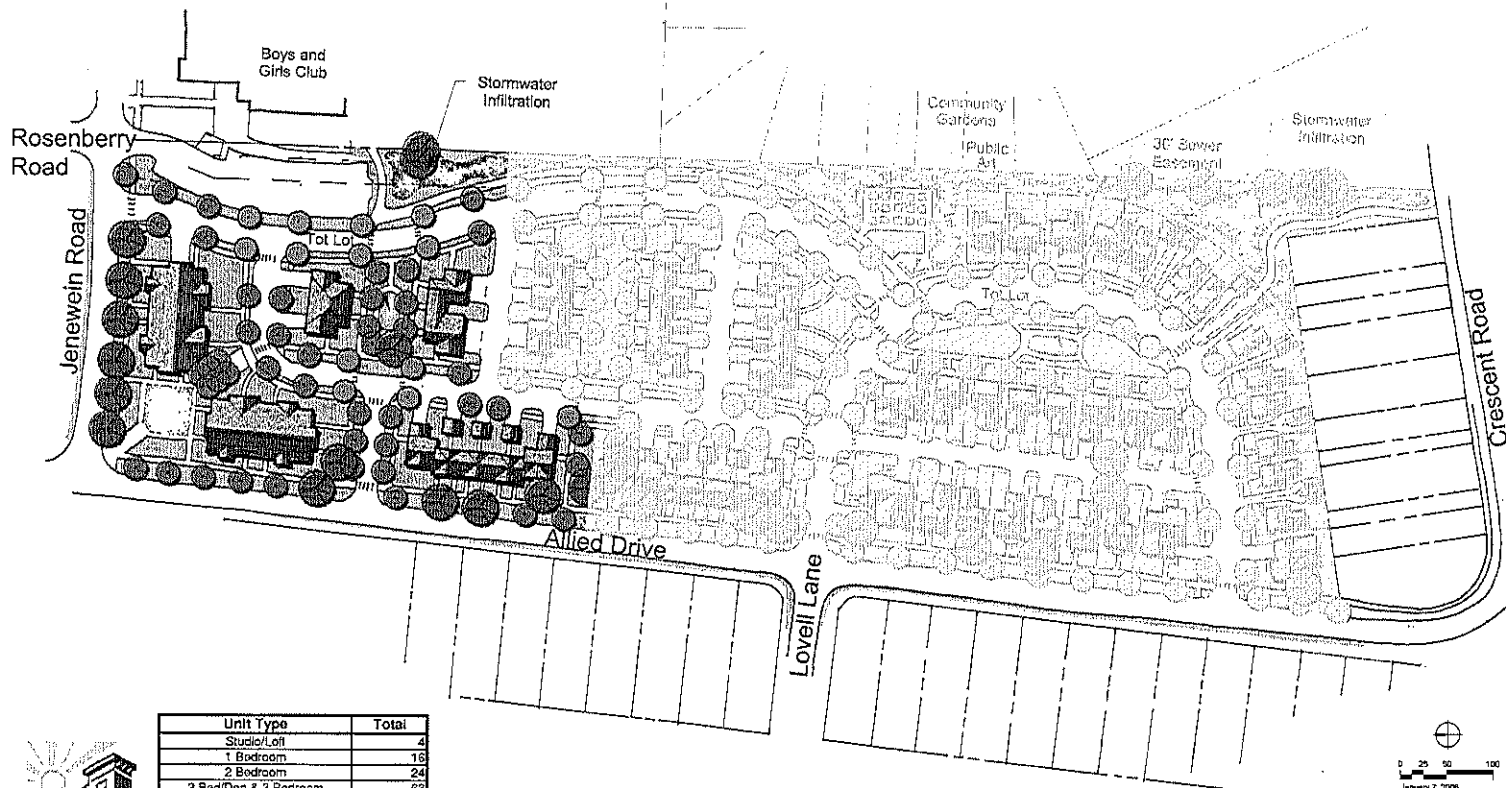 Boys and
Girls Club
Stormwater
Infiltration
Community
Gardens
Public
Art
30' Sewer
Easement
Stormwater
Infiltration
Rosenberry
Road
Jenewein Road
Tot Lot
Tot Lot
Crescent Road
Allied Drive
Lovell Lane
Unit Type Total
Studio/Loft 4
1 Bedroom 16
2 Bedroom 24
0 25 50 100